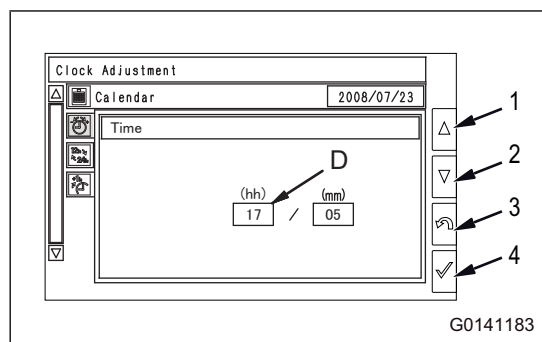 Clock Adjustment
Calendar 2008/07/23
Time
D
(hh) (mm)
17 / 05
1
2
3
4
G0141183